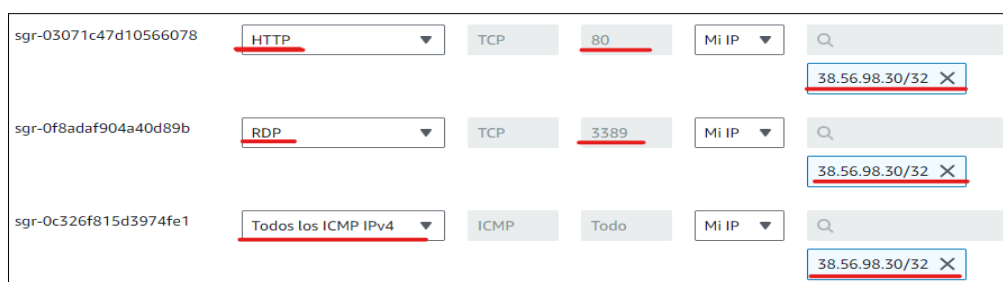 sgr-03071c47d10566078 HTTP TCP 80 Mi IP
38.56.98.30/32
sgr-0f8adaf904a40d89b RDP TCP 3389 Mi IP
38.56.98.30/32
sgr-0c326f815d3974fe1 Todos los ICMP IPv4 ICMP Todo Mi IP
38.56.98.30/32